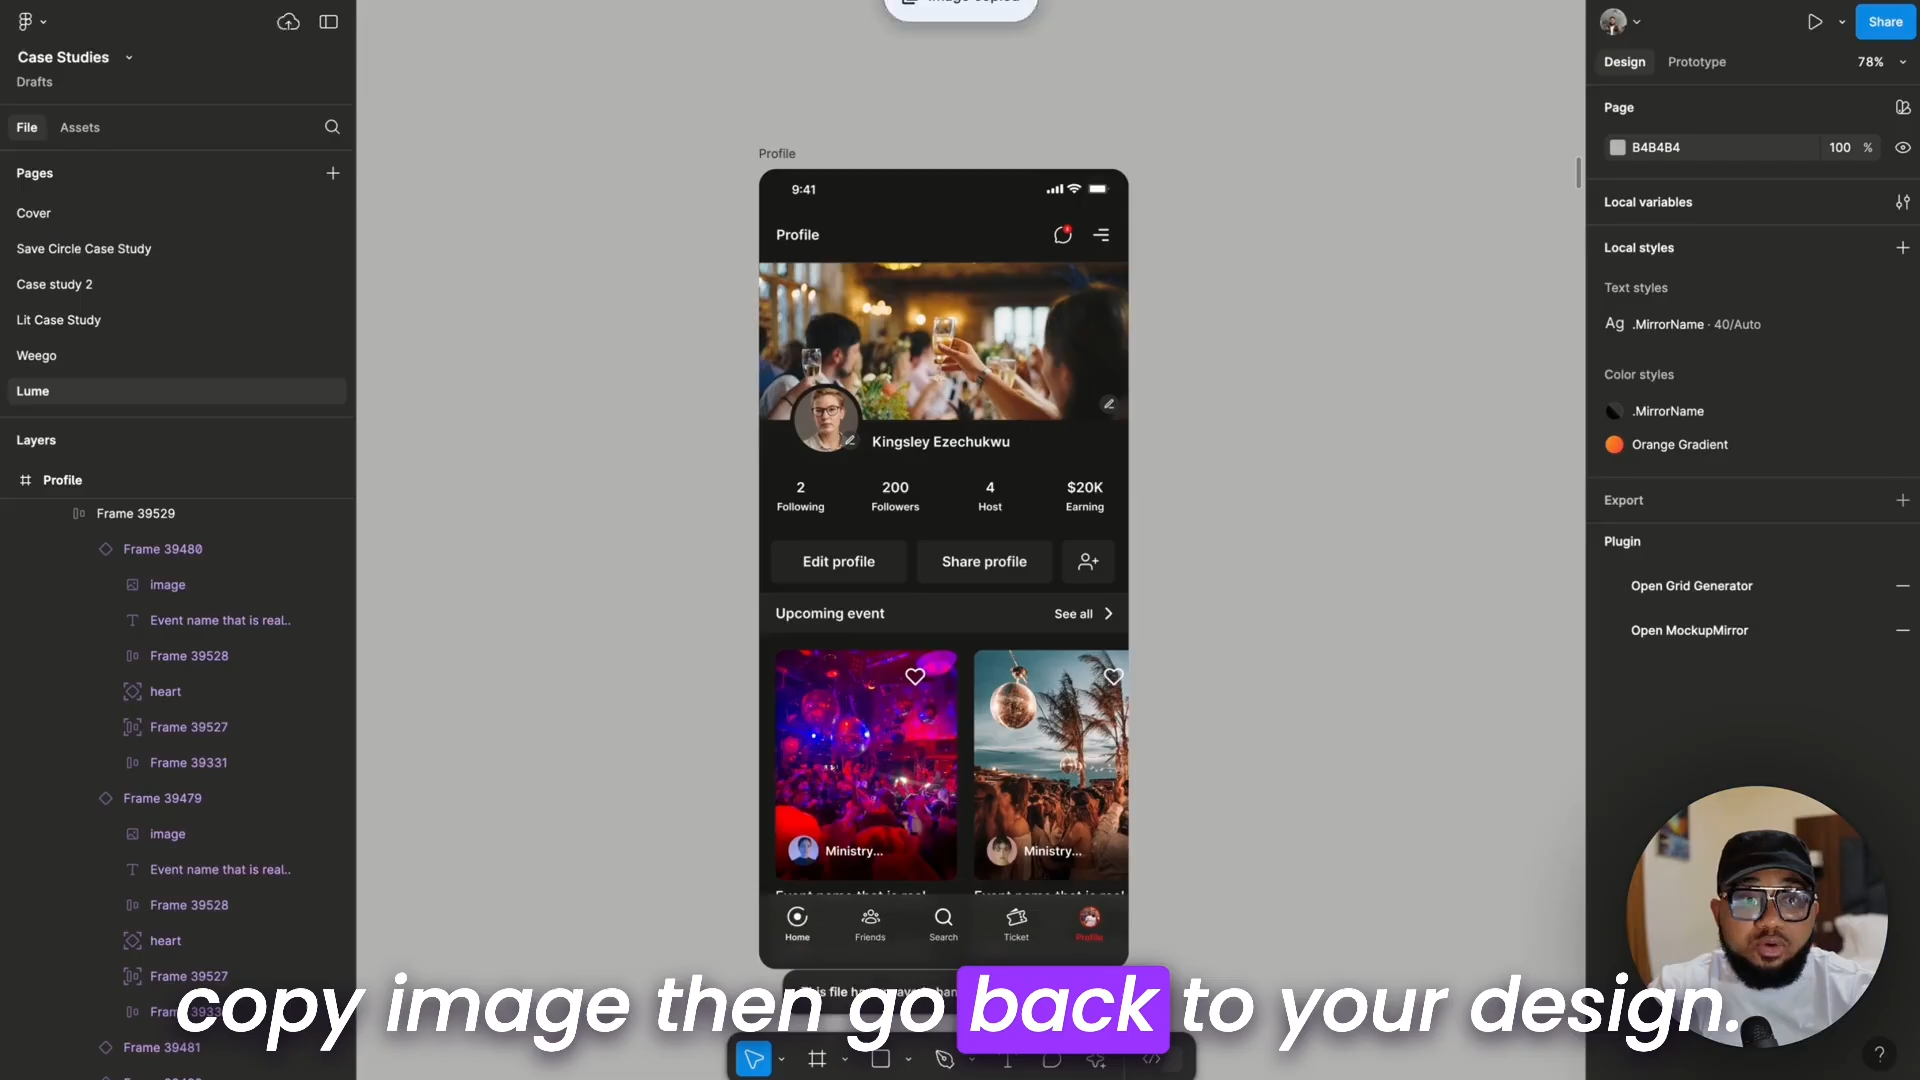 Case Studies
Drafts
File
Assets
Pages
Cover
Save Circle Case Study
Case study 2
Lit Case Study
Weego
Lume
Layers
Profile
Frame 39529
Frame 39480
image
Event name that is real..
Frame 39528
heart
Frame 39527
Frame 39331
Frame 39479
image
Event name that is real..
Frame 39528
heart
Frame 39527
Frame 39481
Profile
9:41
Profile
Kingsley Ezechukwu
2
Following
200
Followers
4
Host
$20K
Earning
Edit profile
Share profile
Upcoming event
See all
Ministry...
Ministry...
Home
Friends
Search
Ticket
Profile
copy image then go back to your design.
Share
Design
Prototype
78%
Page
B4B4B4
100 %
Local variables
Local styles
Text styles
Ag .MirrorName · 40/Auto
Color styles
.MirrorName
Orange Gradient
Export
Plugin
Open Grid Generator
Open MockupMirror
?